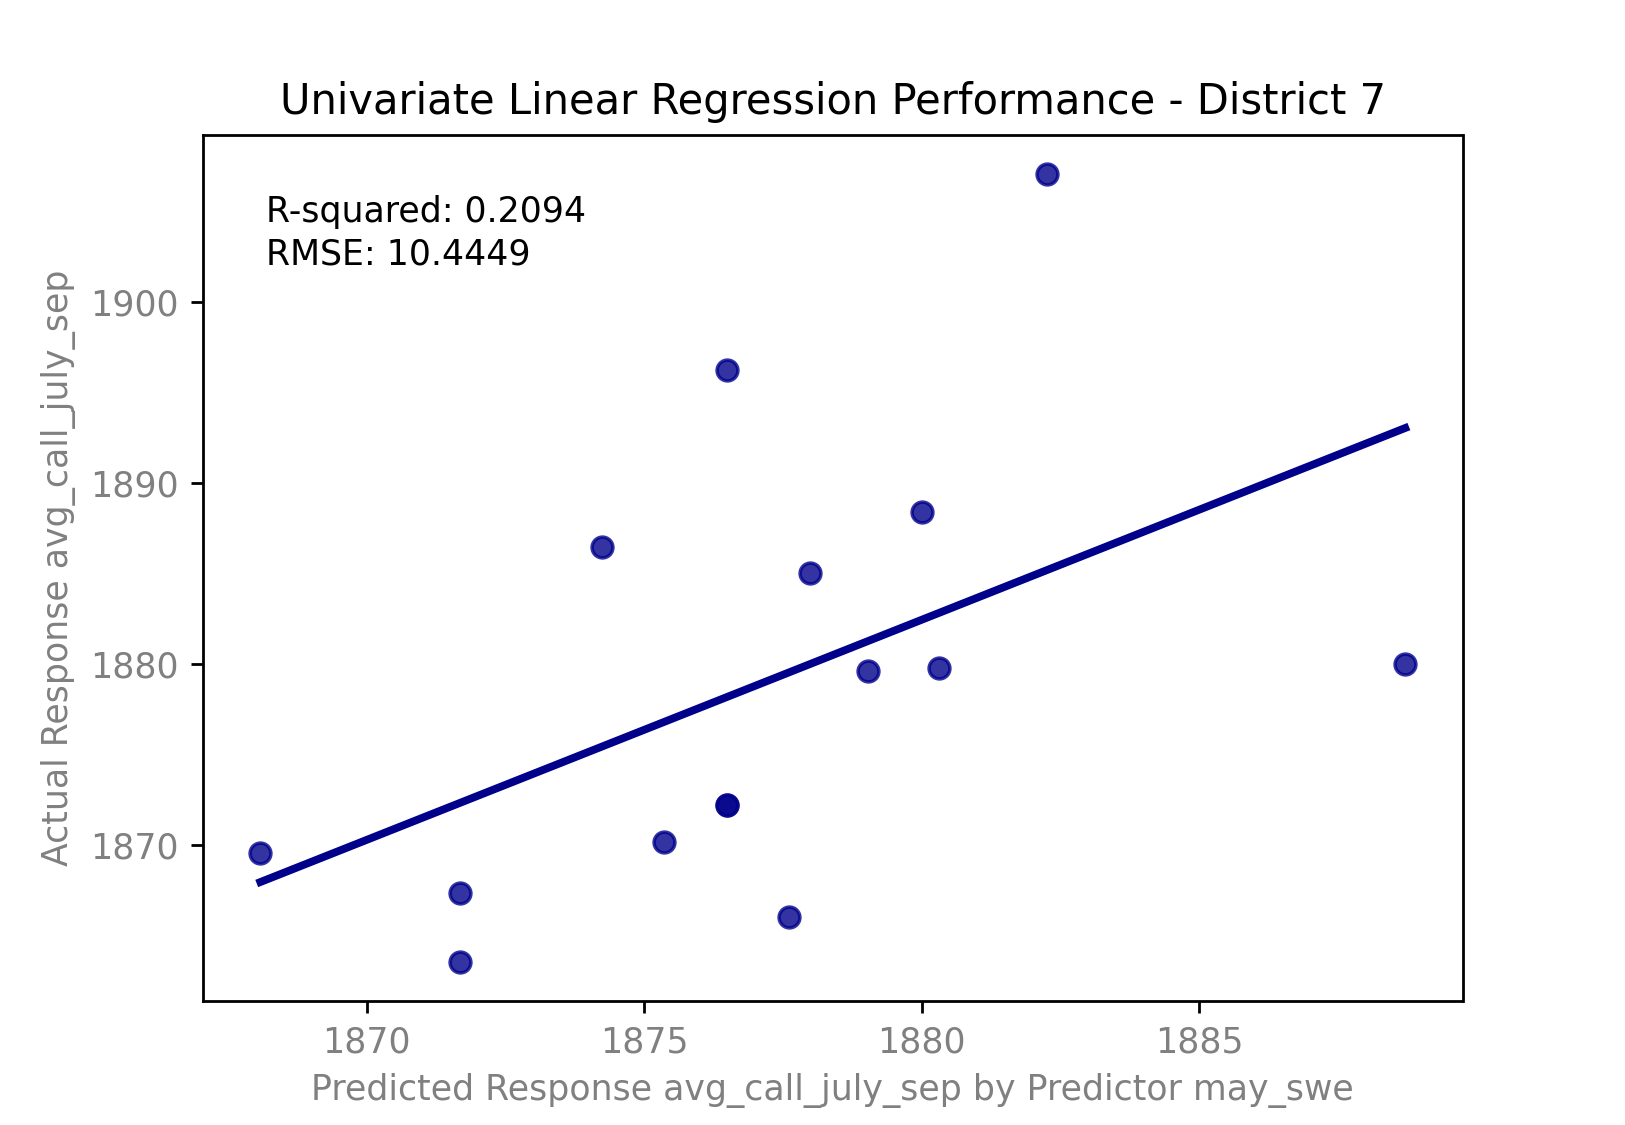 Univariate Linear Regression Performance - District 7
R-squared: 0.2094
RMSE: 10.4449
Actual Response avg_call_july_sep
1900
1890
1880
1870
1870
1875
1880
1885
Predicted Response avg_call_july_sep by Predictor may_swe